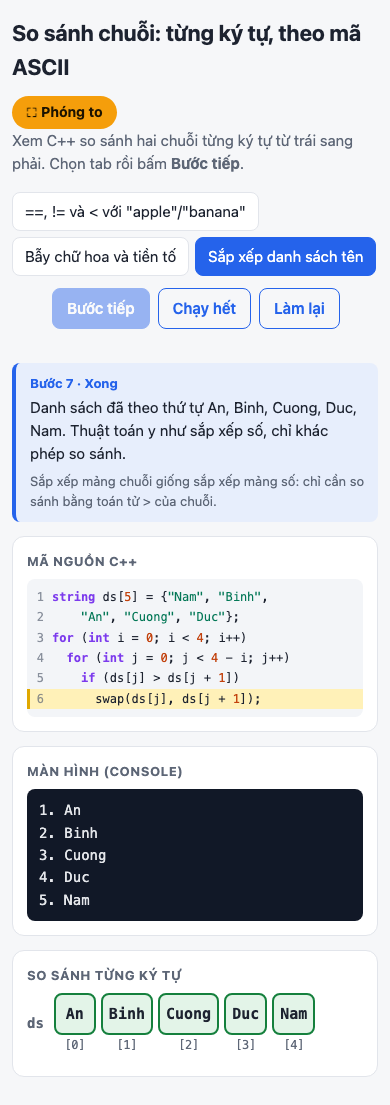 So sánh chuỗi: từng ký tự, theo mã
ASCII
⛶ Phóng to
Xem C++ so sánh hai chuỗi từng ký tự từ trái sang
phải. Chọn tab rồi bấm Bước tiếp.
==, != và < với "apple"/"banana"
Bẫy chữ hoa và tiền tố
Sắp xếp danh sách tên
Bước tiếp
Chạy hết
Làm lại
Bước 7 · Xong
Danh sách đã theo thứ tự An, Binh, Cuong, Duc,
Nam. Thuật toán y như sắp xếp số, chỉ khác
phép so sánh.
Sắp xếp mảng chuỗi giống sắp xếp mảng số: chỉ cần so
sánh bằng toán tử > của chuỗi.
MÃ NGUỒN C++
1 string ds[5] = {"Nam", "Binh",
2 "An", "Cuong", "Duc"};
3 for (int i = 0; i < 4; i++)
4 for (int j = 0; j < 4 - i; j++)
5 if (ds[j] > ds[j + 1])
6 swap(ds[j], ds[j + 1]);
MÀN HÌNH (CONSOLE)
1. An
2. Binh
3. Cuong
4. Duc
5. Nam
SO SÁNH TỪNG KÝ TỰ
ds An Binh Cuong Duc Nam
[0] [1] [2] [3] [4]